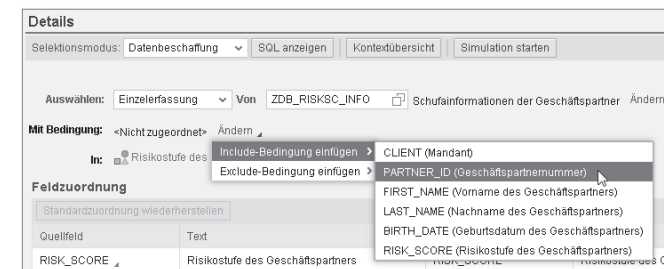 Details
Selektionsmodus: Datenbeschaffung SQL anzeigen Kontextübersicht Simulation starten
Auswählen: Einzelerfassung Von ZDB_RISKSC_INFO Schufainformationen der Geschäftspartner Ändern
Mit Bedingung: «Nicht zugeordnet» Ändern
In: Risikostufe des
Include-Bedingung einfügen
Exclude-Bedingung einfügen
CLIENT (Mandant)
PARTNER_ID (Geschäftspartnernummer)
FIRST_NAME (Vorname des Geschäftspartners)
LAST_NAME (Nachname des Geschäftspartners)
BIRTH_DATE (Geburtsdatum des Geschäftspartners)
RISK_SCORE (Risikostufe des Geschäftspartners)
Feldzuordnung
Standardzuordnung wiederherstellen
Quellfeld Text
RISK_SCORE Risikostufe des Geschäftspartners